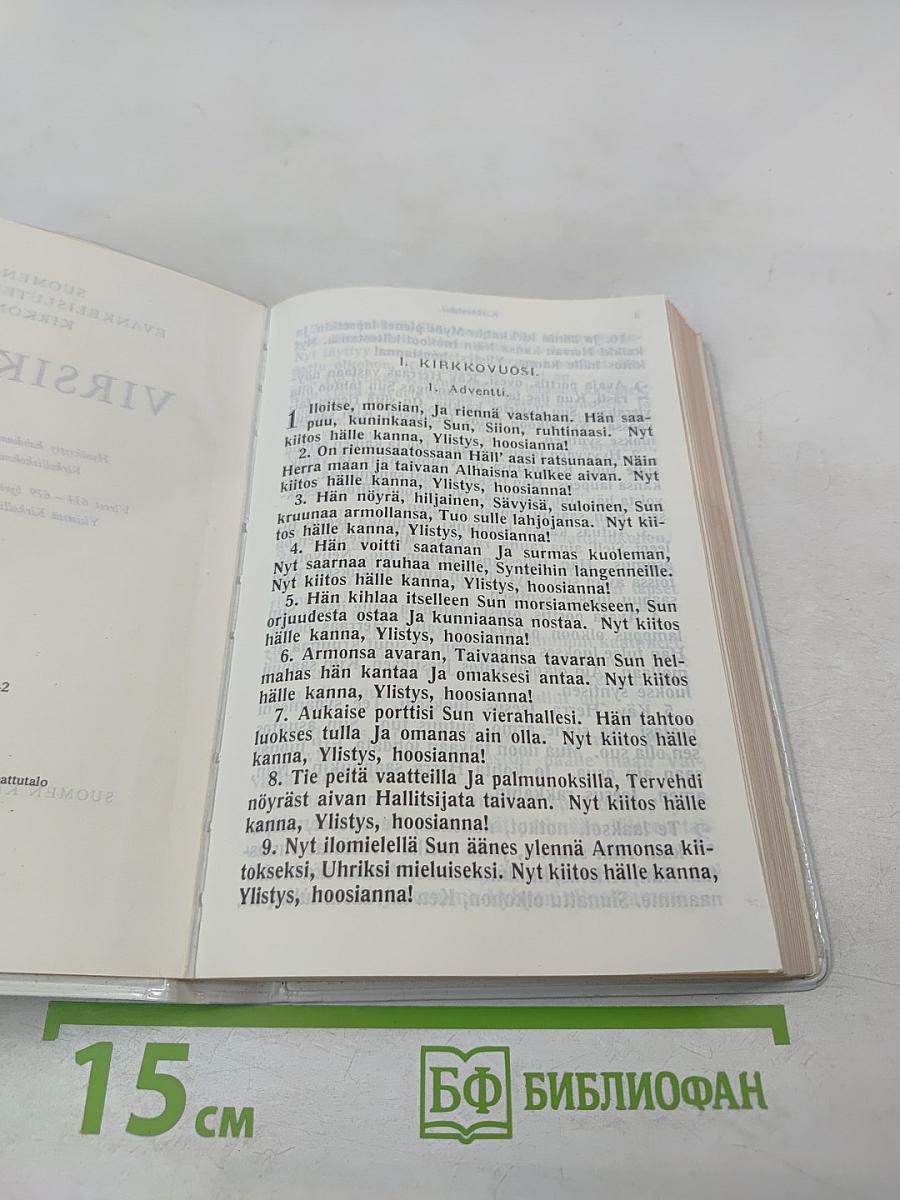 SUOMEN
EVANKELISLUTE
KIRKON
VIRSIK
-2
attutalo
SUOMEN K
I. KIRKKOVUOSI.
1. Adventti.
1 Iloitse, morsian, Ja riennä vastahan. Hän saa-
puu, kuninkaasi, Sun, Siion, ruhtinaasi. Nyt
kiitos hälle kanna, Ylistys, hoosianna!
2. On riemusaatossaan Häll' aasi ratsunaan, Näin
Herra maan ja taivaan Alhaisna kulkee aivan. Nyt
kiitos hälle kanna, Ylistys, hoosianna!
3. Hän nöyrä, hiljainen, Sävyisä, suloinen, Sun
kruunaa armollansa, Tuo sulle lahjojansa. Nyt kii-
tos hälle kanna, Ylistys, hoosianna!
4. Hän voitti saatanan Ja surmas kuoleman,
Nyt saarnaa rauhaa meille, Synteihin langenneille.
Nyt kiitos hälle kanna, Ylistys, hoosianna!
5. Hän kihlaa itselleen Sun morsiamekseen, Sun
orjuudesta ostaa Ja kunniaansa nostaa. Nyt kiitos
hälle kanna, Ylistys, hoosianna!
6. Armonsa avaran, Taivaansa tavaran Sun hel-
mahas hän kantaa Ja omaksesi antaa. Nyt kiitos
hälle kanna, Ylistys, hoosianna!
7. Aukaise porttisi Sun vierahallesi. Hän tahtoo
luokses tulla Ja omanas ain olla. Nyt kiitos hälle
kanna, Ylistys, hoosianna!
8. Tie peitä vaatteilla Ja palmunoksilla, Tervehdi
nöyräst aivan Hallitsijata taivaan. Nyt kiitos hälle
kanna, Ylistys, hoosianna!
9. Nyt ilomielellä Sun äänes ylennä Armonsa kii-
tokseksi, Uhriksi mieluiseksi. Nyt kiitos hälle kanna,
Ylistys, hoosianna!
15 см
БФ БИБЛИОФАН